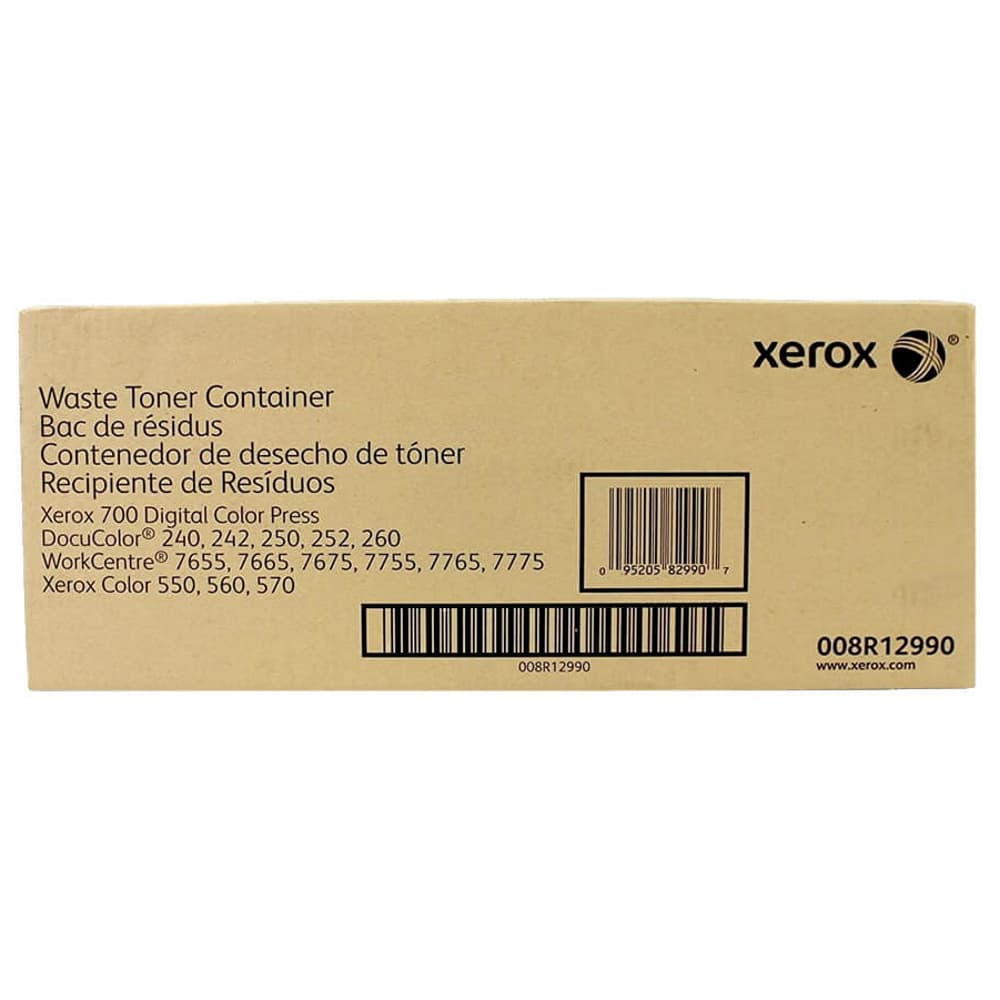 xerox ®
Waste Toner Container
Bac de résidus
Contenedor de desecho de tóner
Recipiente de Resíduos
Xerox 700 Digital Color Press
DocuColor® 240, 242, 250, 252, 260
WorkCentre® 7655, 7665, 7675, 7755, 7765, 7775
Xerox Color 550, 560, 570
0 95205 82990 7
008R12990
008R12990
www.xerox.com